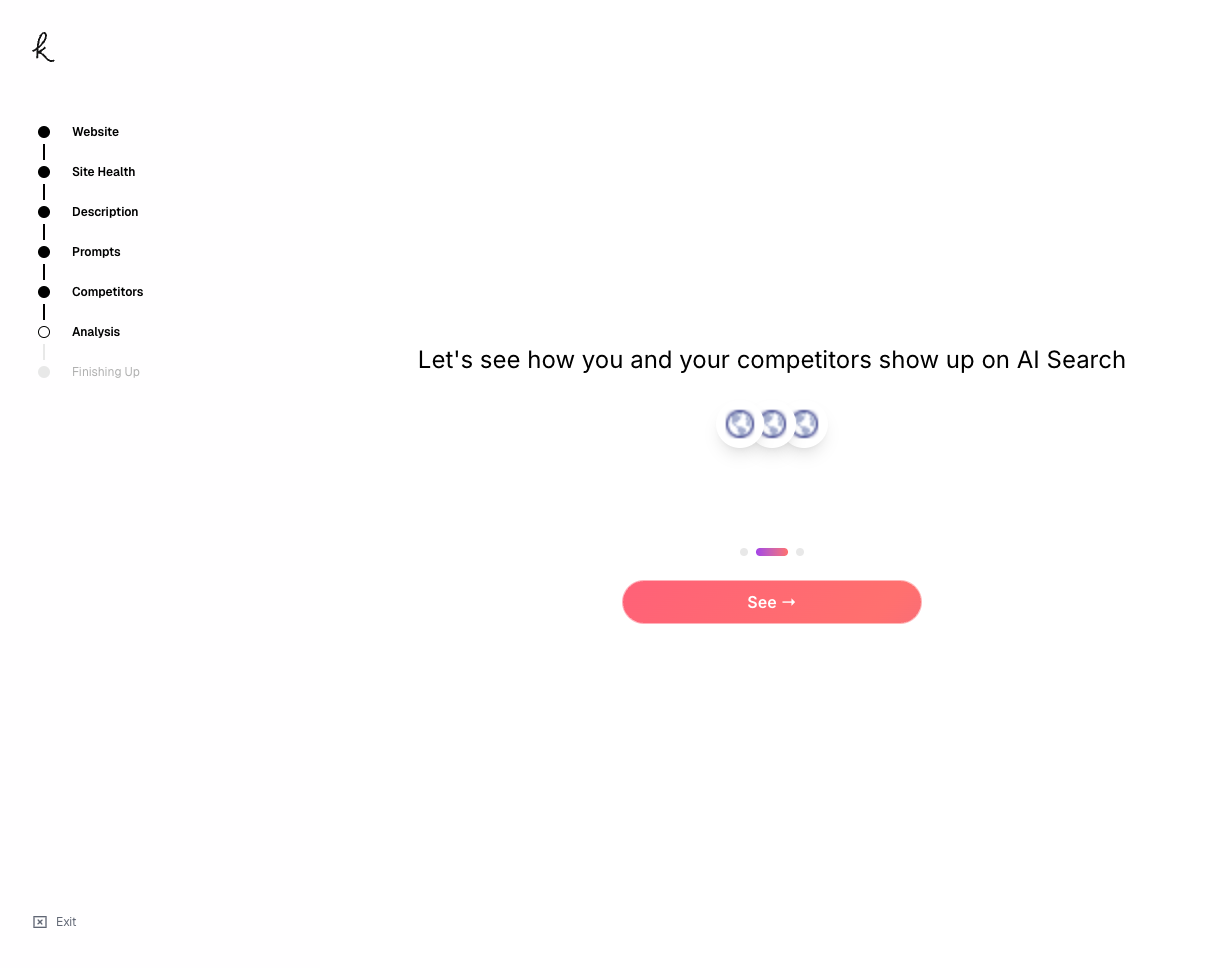 k
Website
Site Health
Description
Prompts
Competitors
Analysis
Finishing Up
Let's see how you and your competitors show up on AI Search
See →
Exit